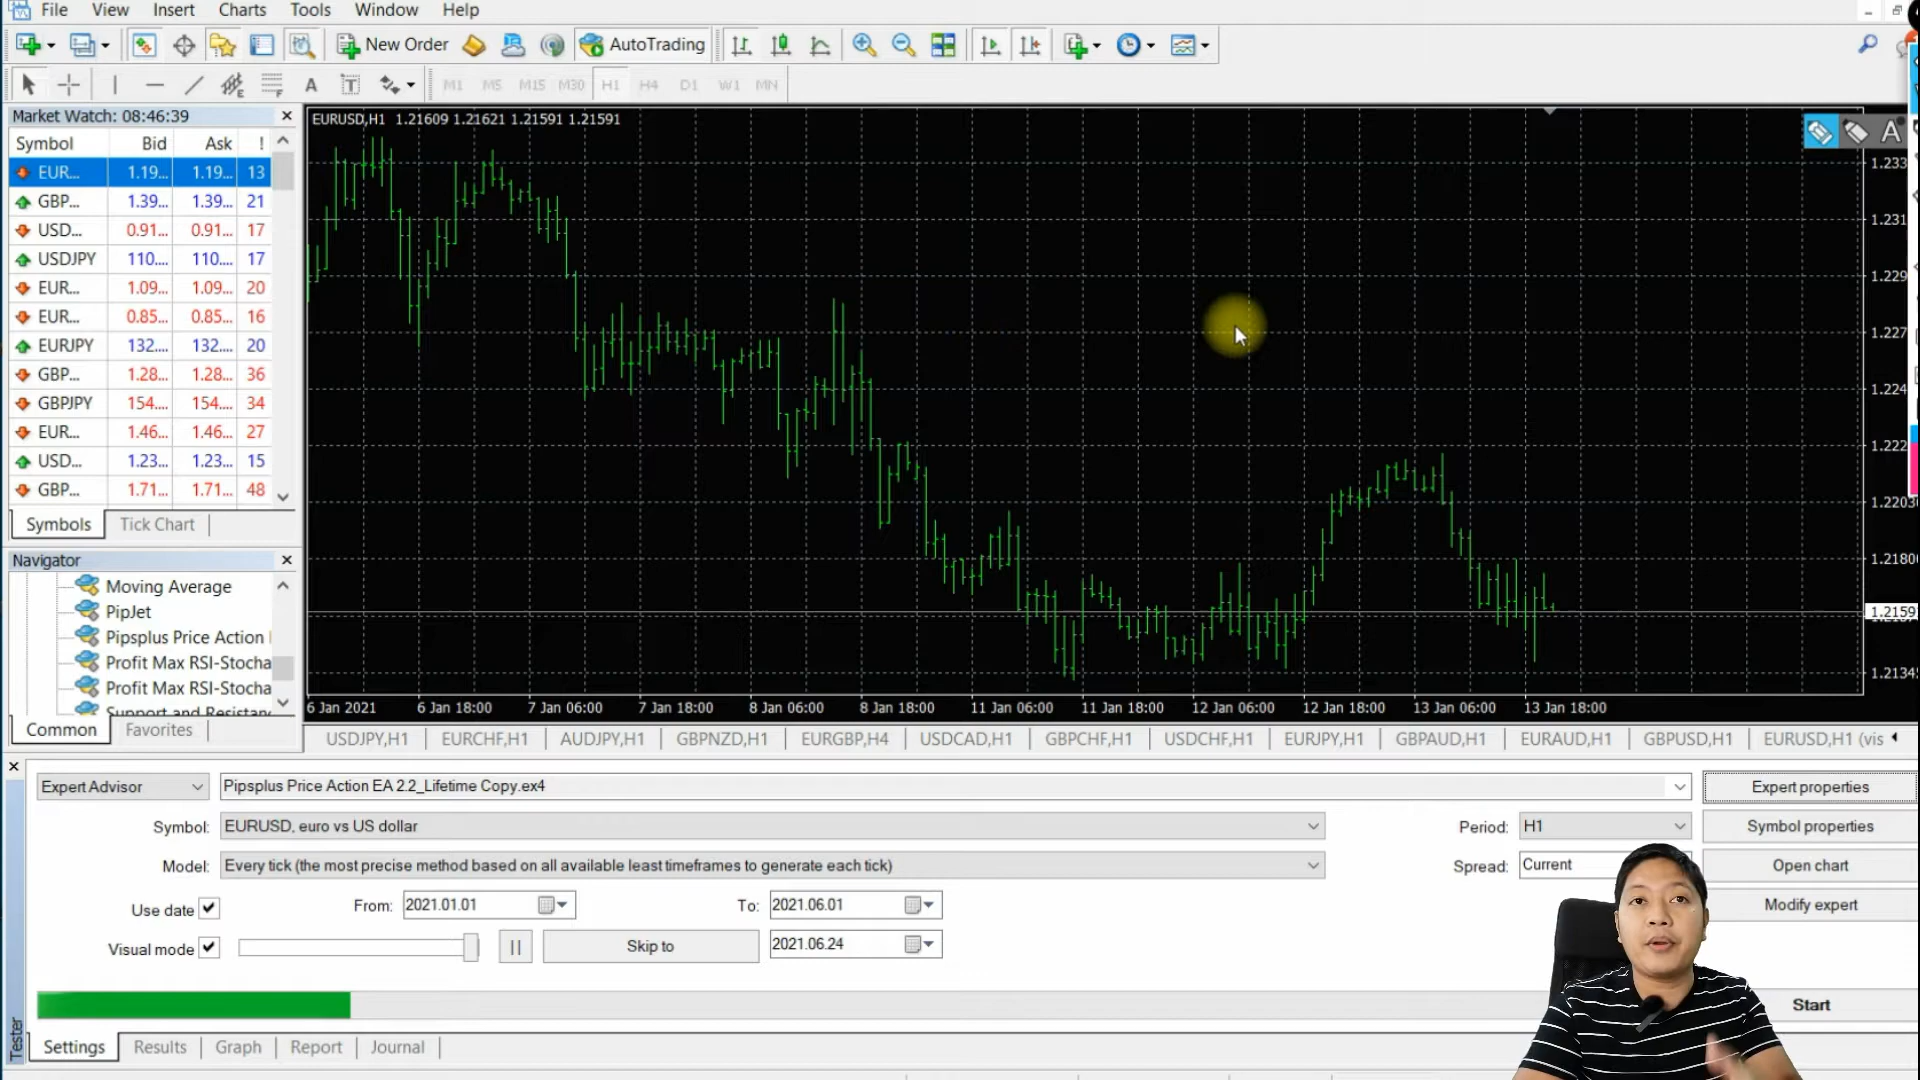 File View Insert Charts Tools Window Help
New Order AutoTrading
A T M1 M5 M15 M30 H1 H4 D1 W1 MN
Market Watch: 08:46:39
Symbol Bid Ask !
EUR... 1.19... 1.19... 13
GBP... 1.39... 1.39... 21
USD... 0.91... 0.91... 17
USDJPY 110.... 110.... 17
EUR... 1.09... 1.09... 20
EUR... 0.85... 0.85... 16
EURJPY 132.... 132.... 20
GBP... 1.28... 1.28... 36
GBPJPY 154.... 154.... 34
EUR... 1.46... 1.46... 27
USD... 1.23... 1.23... 15
GBP... 1.71... 1.71... 48
Symbols Tick Chart
Navigator
Moving Average
PipJet
Pipsplus Price Action
Profit Max RSI-Stocha
Profit Max RSI-Stocha
Support and Resistanc
Common Favorites
EURUSD,H1 1.21609 1.21621 1.21591 1.21591
A
1.233
1.231
1.229
1.227
1.224
1.222
1.2203
1.2180
1.2159
1.2134
6 Jan 2021 6 Jan 18:00 7 Jan 06:00 7 Jan 18:00 8 Jan 06:00 8 Jan 18:00 11 Jan 06:00 11 Jan 18:00 12 Jan 06:00 12 Jan 18:00 13 Jan 06:00 13 Jan 18:00
USDJPY,H1 EURCHF,H1 AUDJPY,H1 GBPNZD,H1 EURGBP,H4 USDCAD,H1 GBPCHF,H1 USDCHF,H1 EURJPY,H1 GBPAUD,H1 EURAUD,H1 GBPUSD,H1 EURUSD,H1 (vis
Expert Advisor Pipsplus Price Action EA 2.2_Lifetime Copy.ex4 Expert properties
Symbol: EURUSD, euro vs US dollar Period: H1 Symbol properties
Model: Every tick (the most precise method based on all available least timeframes to generate each tick) Spread: Current Open chart
Use date From: 2021.01.01 To: 2021.06.01 Modify expert
Visual mode Skip to 2021.06.24
Start
Tester
Settings Results Graph Report Journal